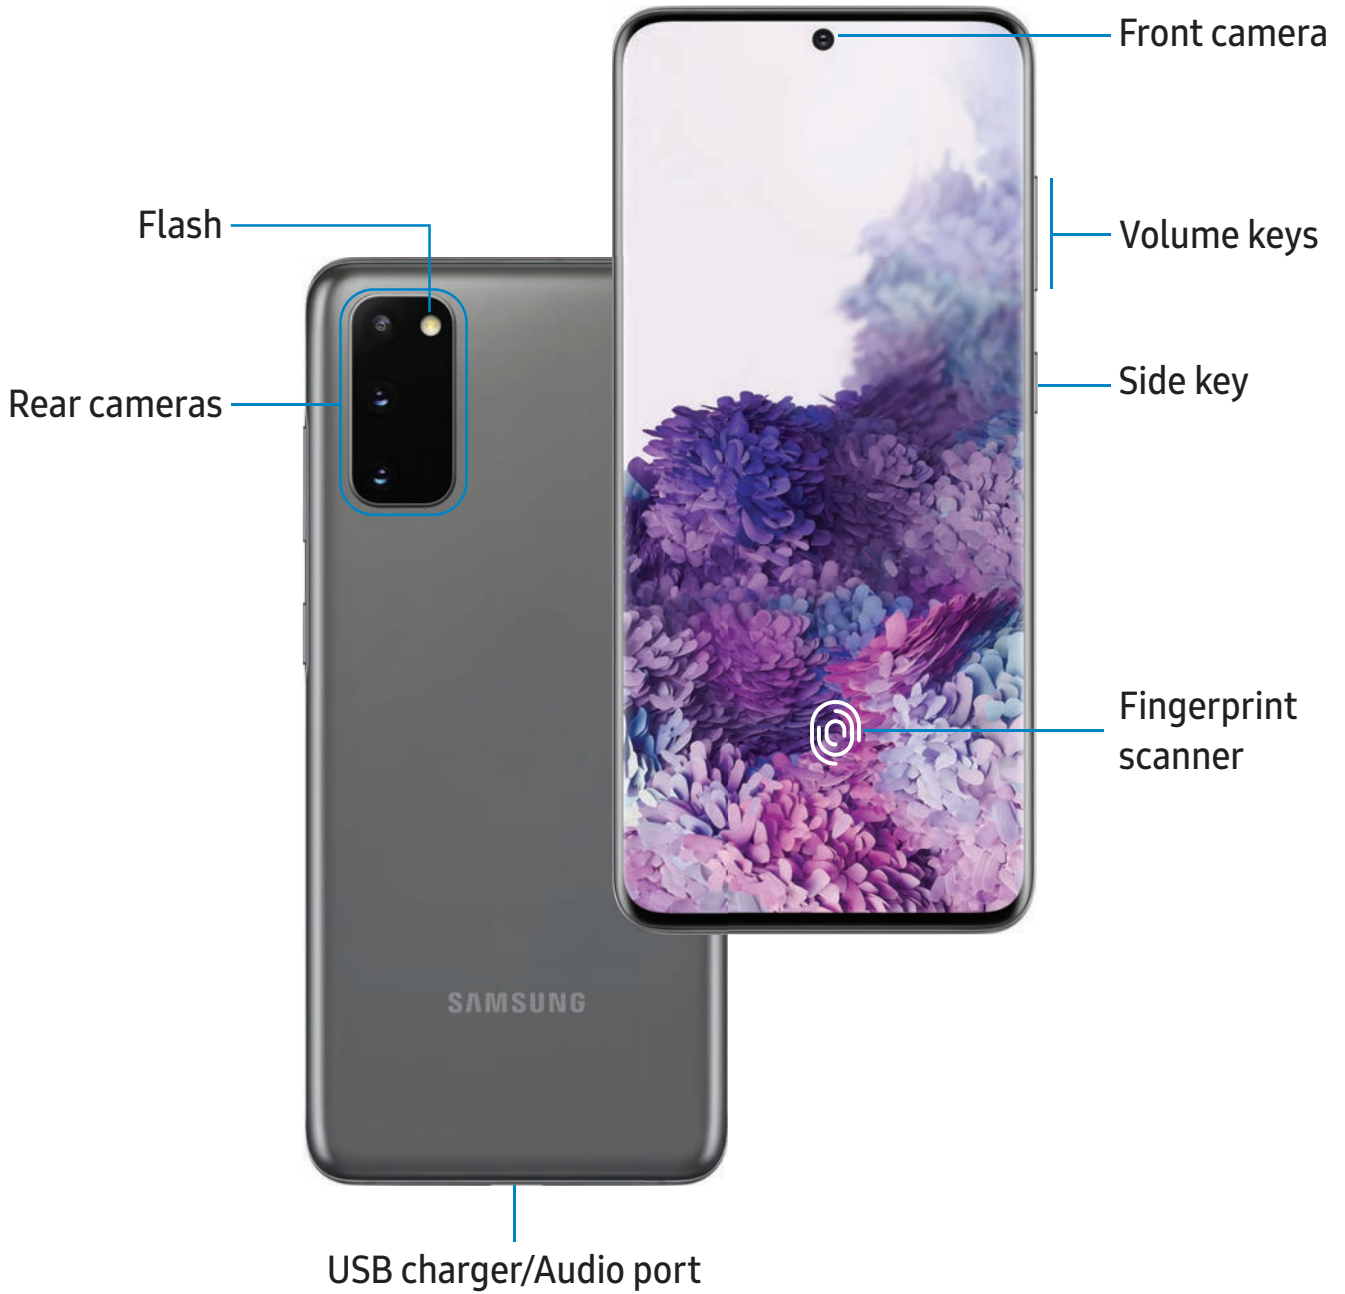 Front camera
Flash
Volume keys
Side key
Rear cameras
Fingerprint
scanner
SAMSUNG
USB charger/Audio port